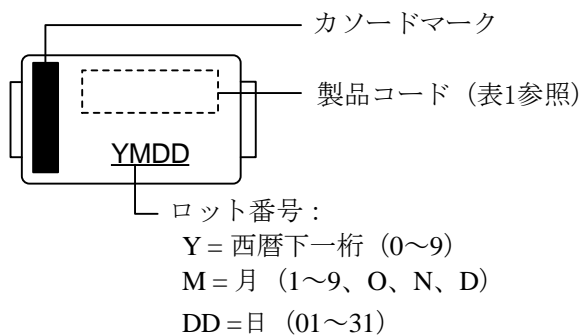 カソードマーク
製品コード（表1参照）
YMDD
ロット番号：
Y = 西暦下一桁（0～9）
M = 月（1～9、O、N、D）
DD =日（01～31）